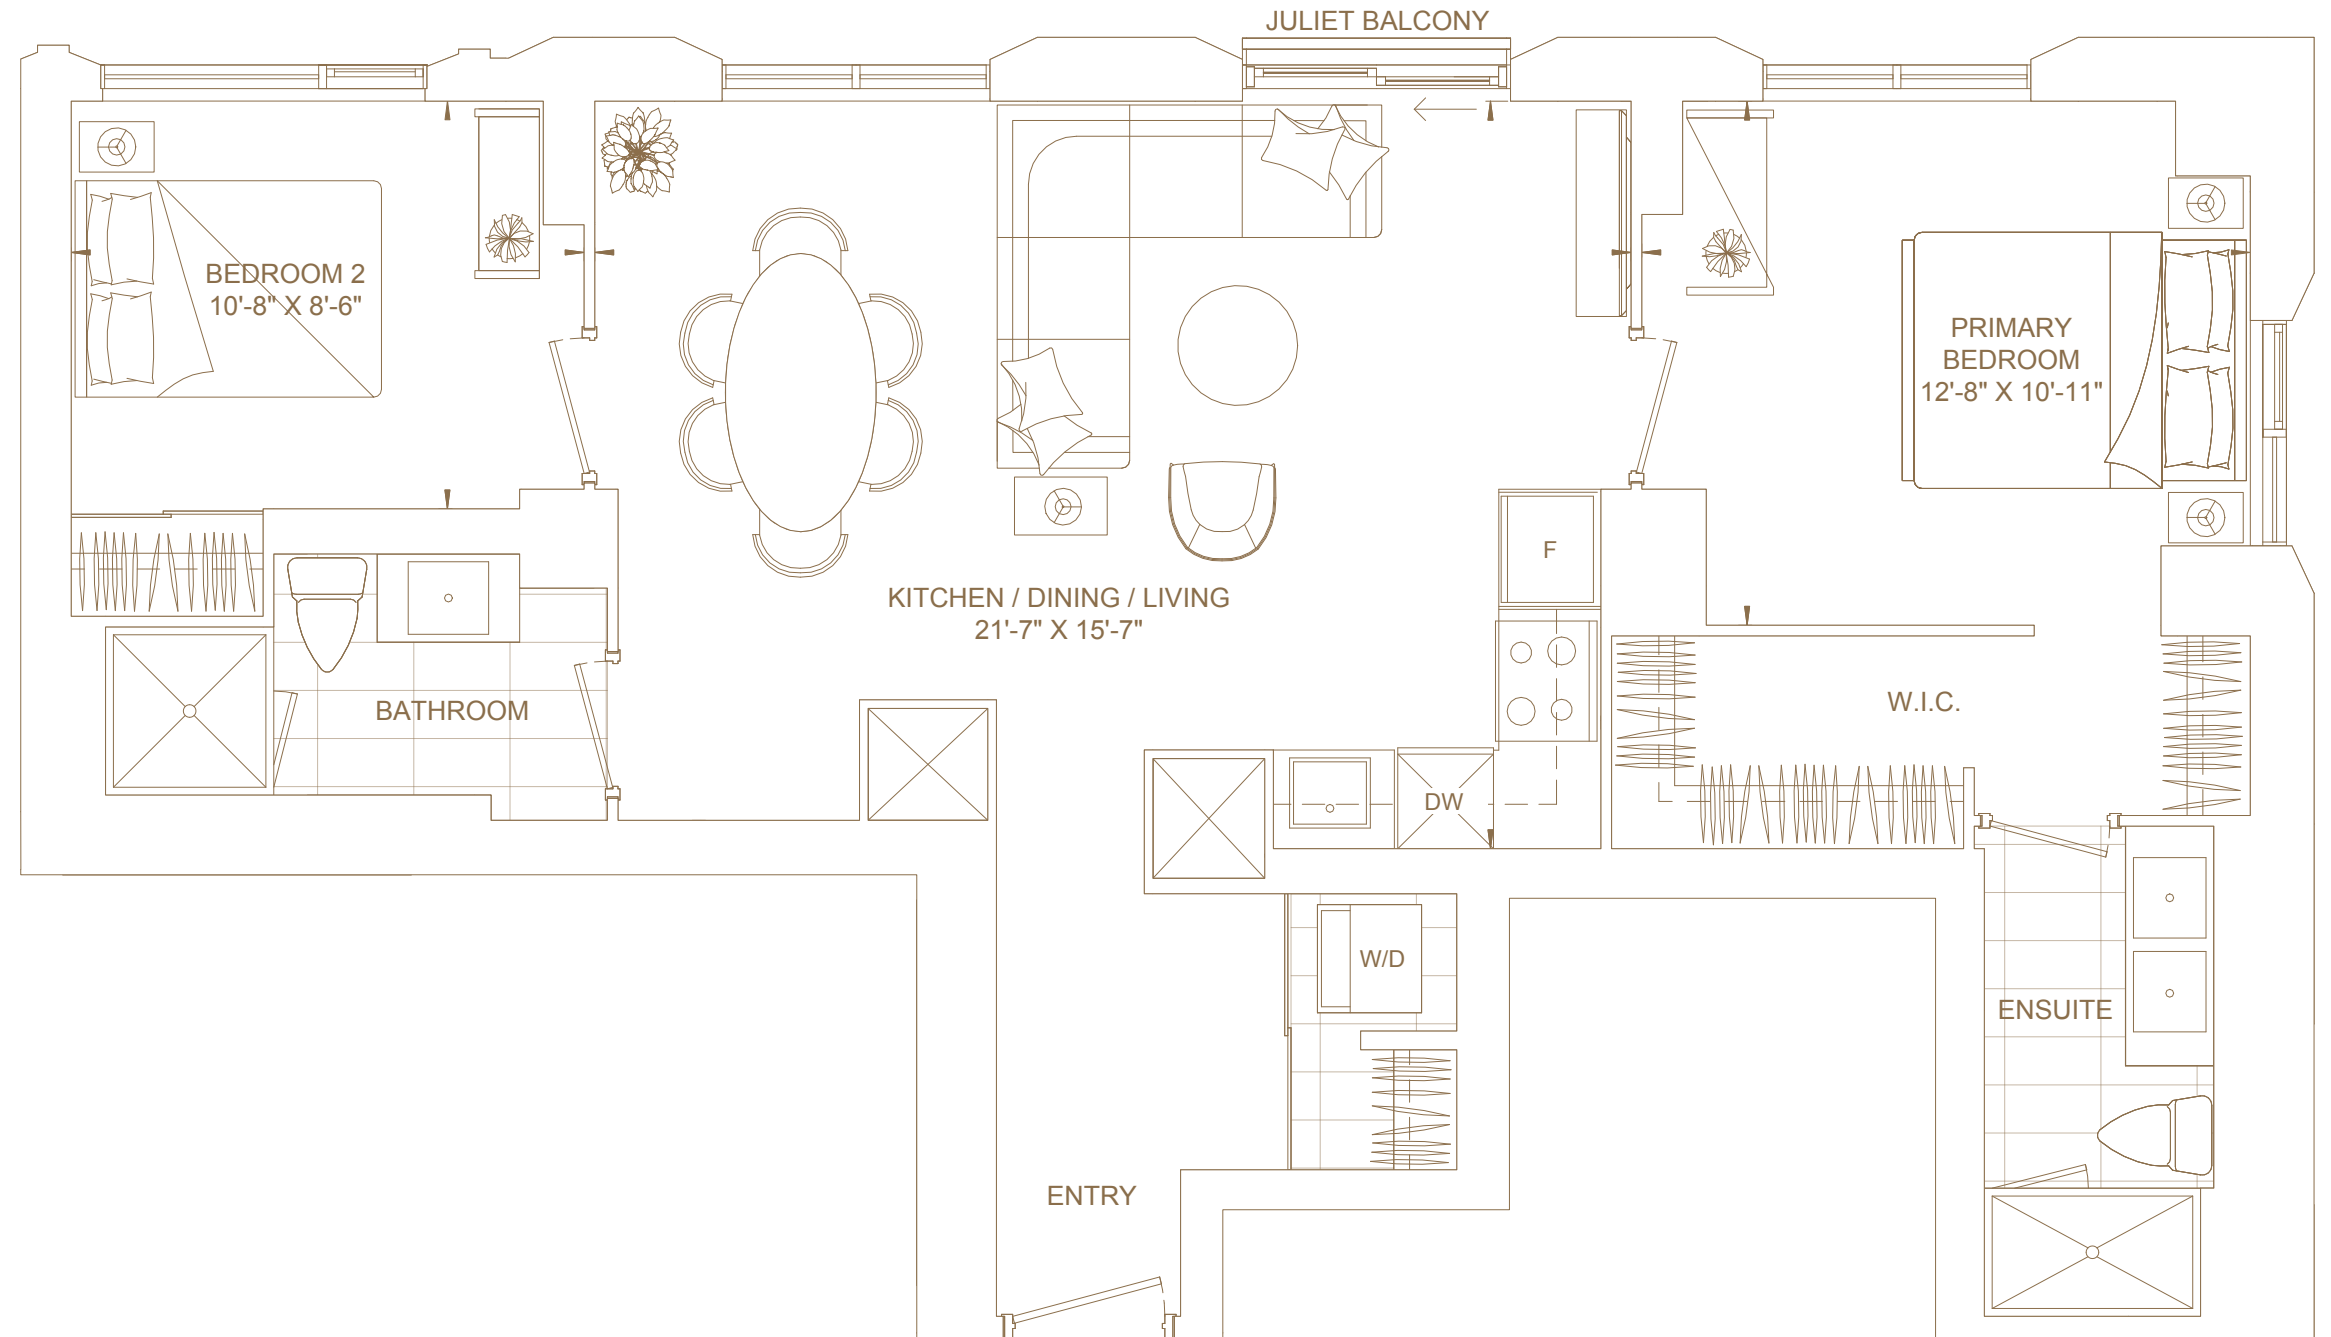 JULIET BALCONY
BEDROOM 2
10'-8" X 8'-6"
PRIMARY
BEDROOM
12'-8" X 10'-11"
F
KITCHEN / DINING / LIVING
21'-7" X 15'-7"
BATHROOM
W.I.C.
DW
W/D
ENSUITE
ENTRY